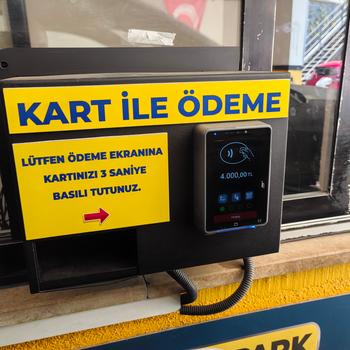 KART İLE ÖDEME
LÜTFEN ÖDEME EKRANINA
KARTINIZI 3 SANİYE
BASILI TUTUNUZ.
4.000,00 TL
PARK